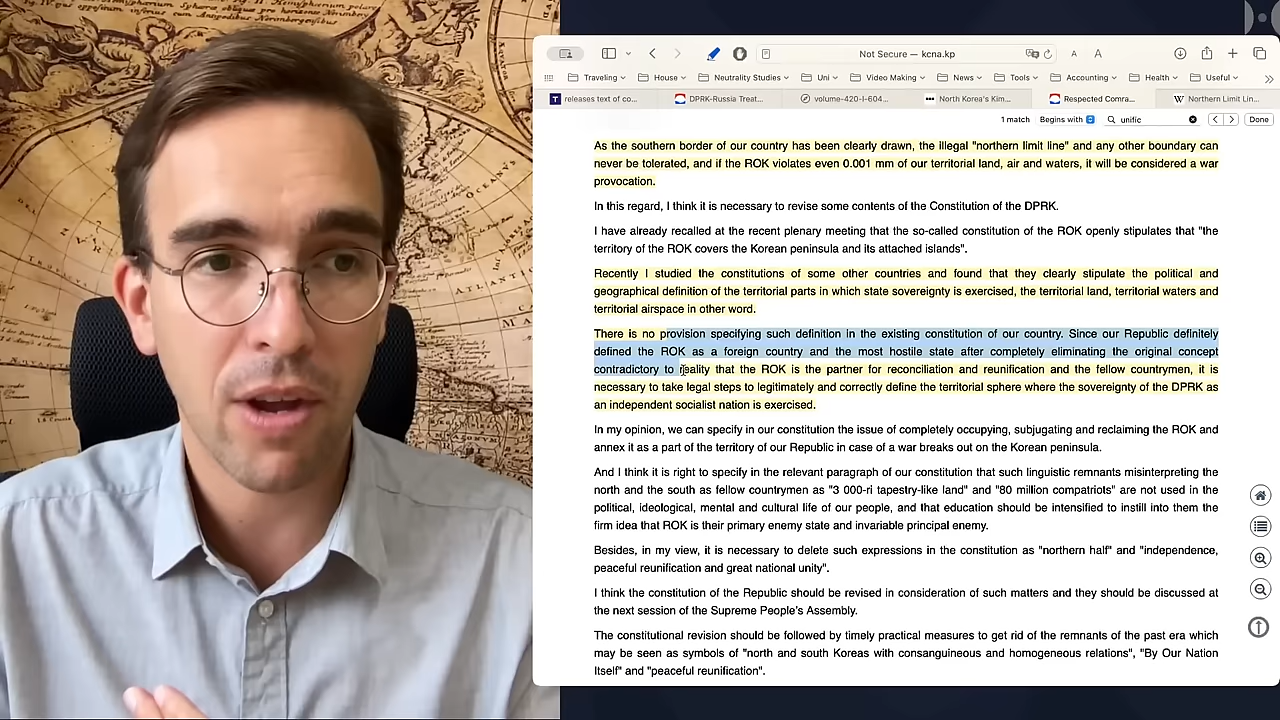 Not Secure — kcna.kp
A A
Traveling House Neutrality Studies Uni Video Making News Tools Accounting Health Useful
releases text of co... DPRK-Russia Treat... volume-420-I-604... North Korea's Kim... Respected Comra... Northern Limit Lin...
1 match Begins with unific Done
As the southern border of our country has been clearly drawn, the illegal "northern limit line" and any other boundary can
never be tolerated, and if the ROK violates even 0.001 mm of our territorial land, air and waters, it will be considered a war
provocation.
In this regard, I think it is necessary to revise some contents of the Constitution of the DPRK.
I have already recalled at the recent plenary meeting that the so-called constitution of the ROK openly stipulates that "the
territory of the ROK covers the Korean peninsula and its attached islands".
Recently I studied the constitutions of some other countries and found that they clearly stipulate the political and
geographical definition of the territorial parts in which state sovereignty is exercised, the territorial land, territorial waters and
territorial airspace in other word.
There is no provision specifying such definition in the existing constitution of our country. Since our Republic definitely
defined the ROK as a foreign country and the most hostile state after completely eliminating the original concept
contradictory to reality that the ROK is the partner for reconciliation and reunification and the fellow countrymen, it is
necessary to take legal steps to legitimately and correctly define the territorial sphere where the sovereignty of the DPRK as
an independent socialist nation is exercised.
In my opinion, we can specify in our constitution the issue of completely occupying, subjugating and reclaiming the ROK and
annex it as a part of the territory of our Republic in case of a war breaks out on the Korean peninsula.
And I think it is right to specify in the relevant paragraph of our constitution that such linguistic remnants misinterpreting the
north and the south as fellow countrymen as "3 000-ri tapestry-like land" and "80 million compatriots" are not used in the
political, ideological, mental and cultural life of our people, and that education should be intensified to instill into them the
firm idea that ROK is their primary enemy state and invariable principal enemy.
Besides, in my view, it is necessary to delete such expressions in the constitution as "northern half" and "independence,
peaceful reunification and great national unity".
I think the constitution of the Republic should be revised in consideration of such matters and they should be discussed at
the next session of the Supreme People's Assembly.
The constitutional revision should be followed by timely practical measures to get rid of the remnants of the past era which
may be seen as symbols of "north and south Koreas with consanguineous and homogeneous relations", "By Our Nation
Itself" and "peaceful reunification".